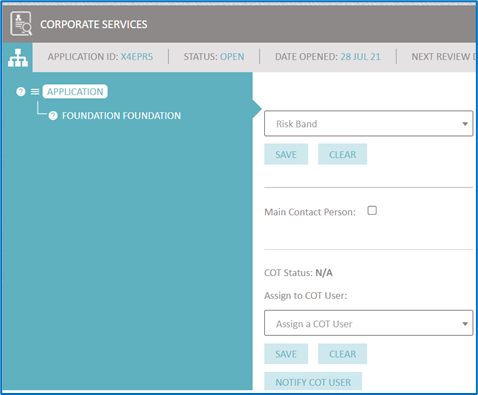 CORPORATE SERVICES
APPLICATION ID: X4EPR5 STATUS: OPEN DATE OPENED: 28 JUL 21 NEXT REVIEW D
? APPLICATION
? FOUNDATION FOUNDATION
Risk Band
SAVE CLEAR
Main Contact Person:
COT Status: N/A
Assign to COT User:
Assign a COT User
SAVE CLEAR
NOTIFY COT USER